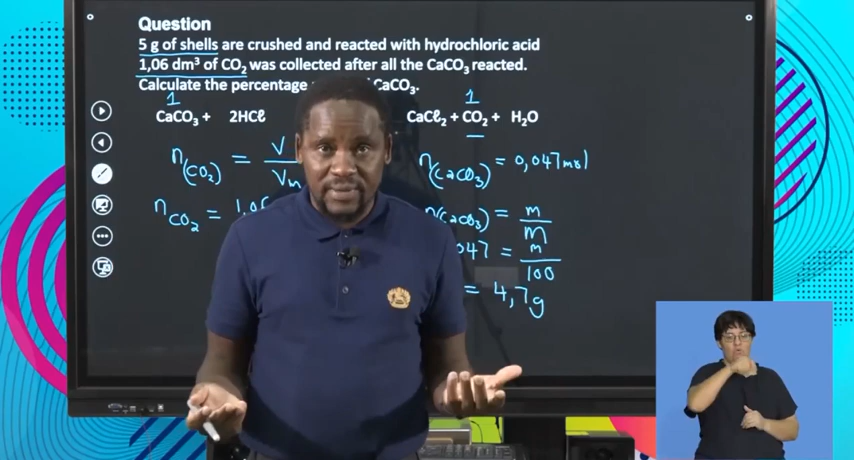 Question
5 g of shells are crushed and reacted with hydrochloric acid
1,06 dm³ of CO₂ was collected after all the CaCO₃ reacted.
Calculate the percentage CaCO₃.
1 1
CaCO₃ + 2HCℓ CaCℓ₂ + CO₂ + H₂O
n(CO₂) = V / Vm
n(CaCO₃) = 0,047 mol
nCO₂ =
n(CaCO₃) = m / M
047 = m / 100
= 4,7g